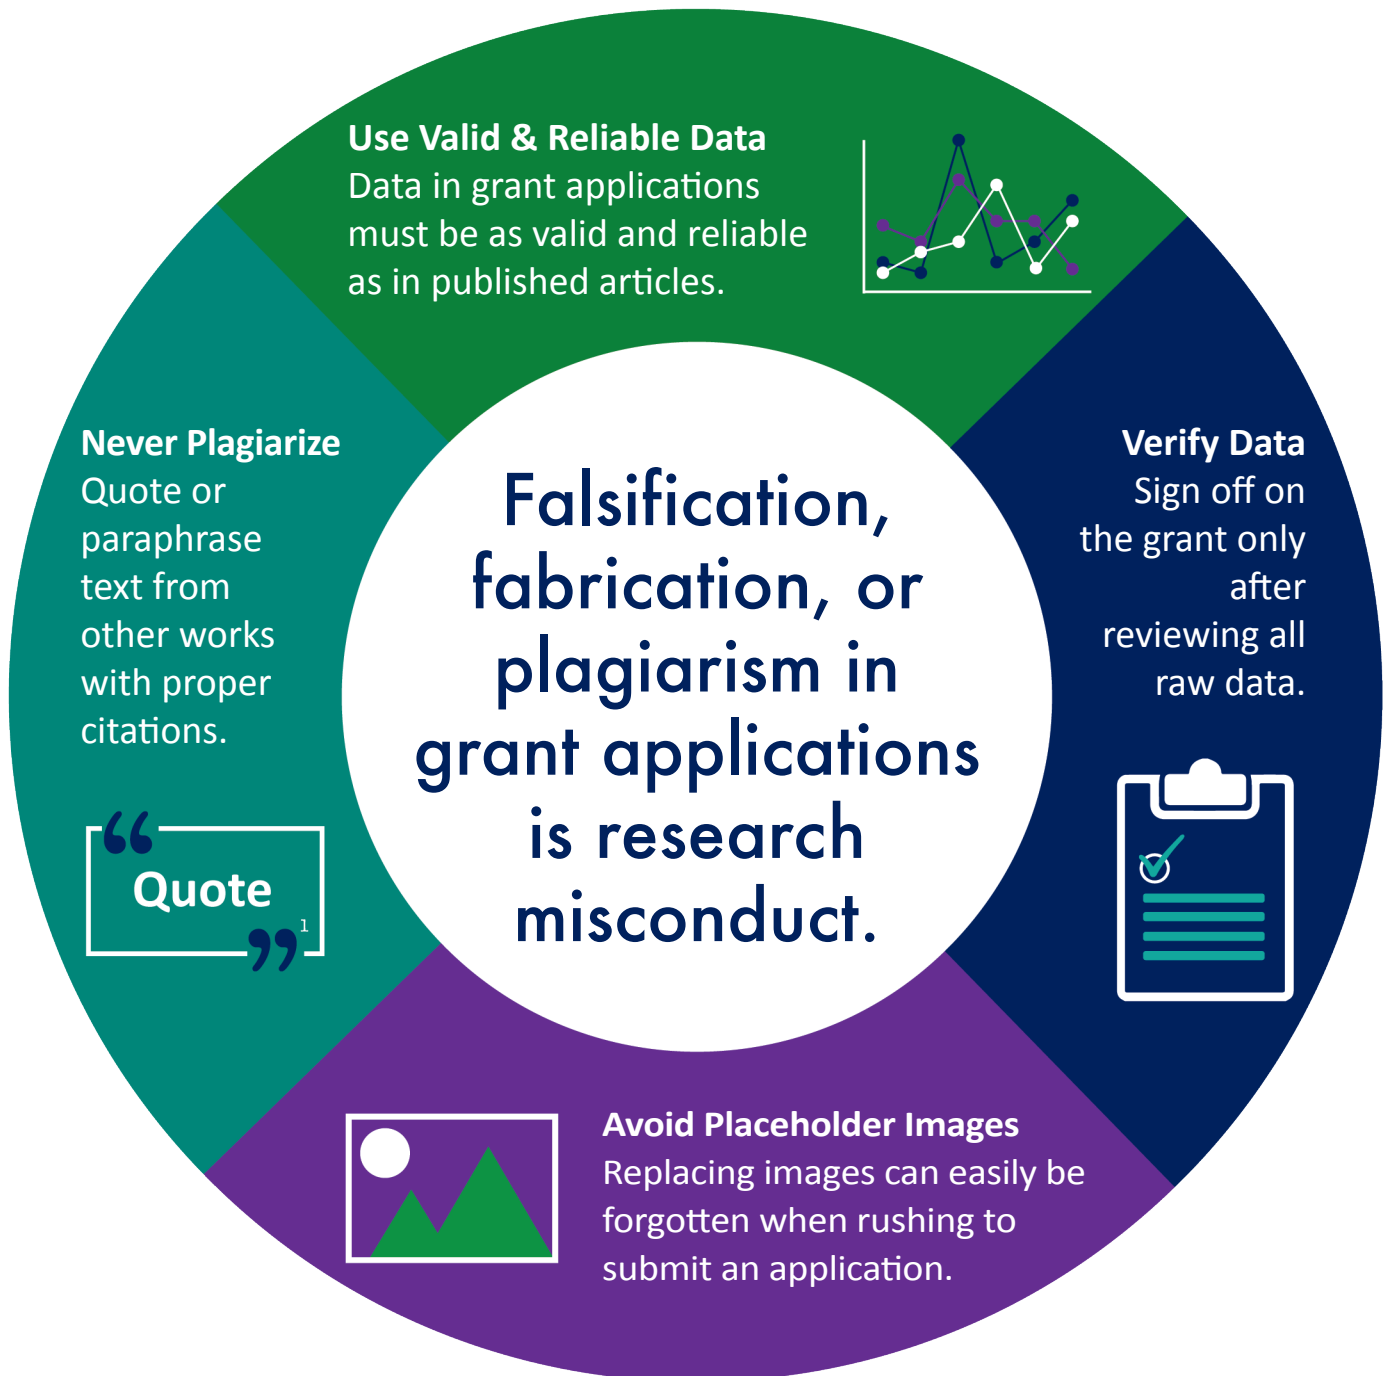 Use Valid & Reliable Data
Data in grant applications
must be as valid and reliable
as in published articles.
Never Plagiarize
Quote or
paraphrase
text from
other works
with proper
citations.
“
Quote
” 1
Falsification,
fabrication, or
plagiarism in
grant applications
is research
misconduct.
Verify Data
Sign off on
the grant only
after
reviewing all
raw data.
Avoid Placeholder Images
Replacing images can easily be
forgotten when rushing to
submit an application.